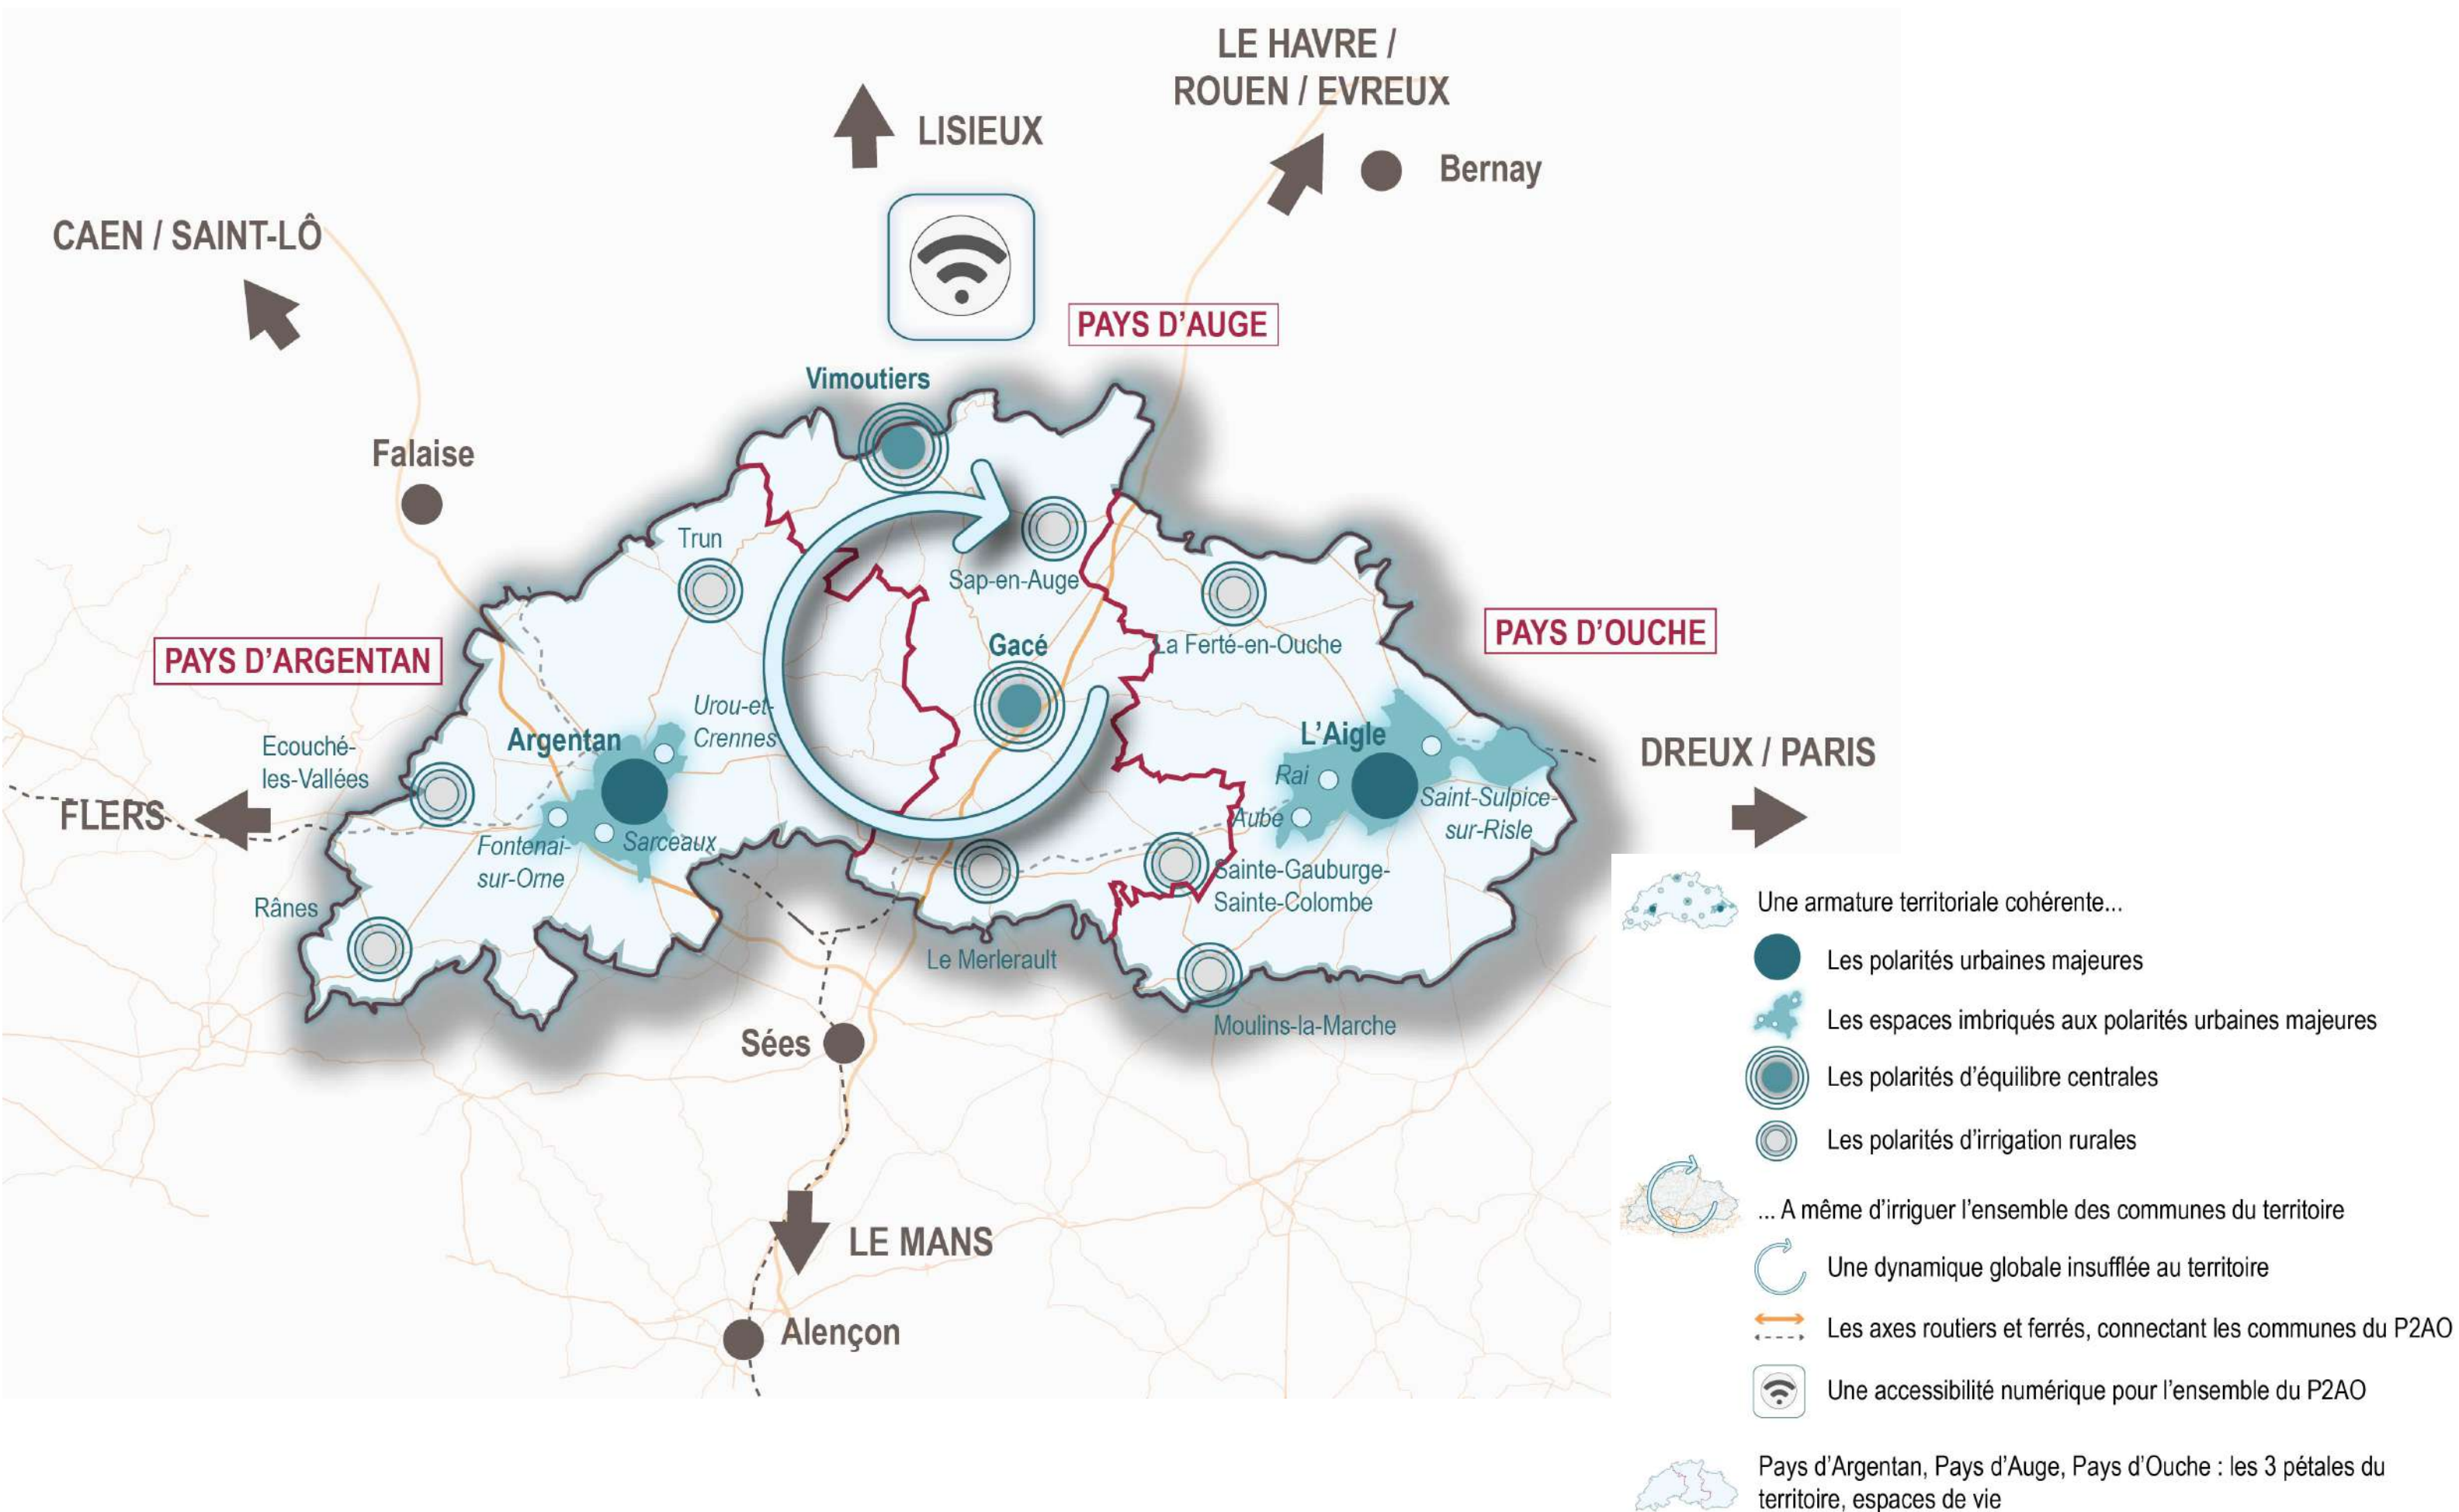 LE HAVRE /
ROUEN / EVREUX
LISIEUX
Bernay
CAEN / SAINT-LÔ
PAYS D'AUGE
Vimoutiers
Falaise
Trun
Sap-en-Auge
PAYS D'ARGENTAN
Gacé
La Ferté-en-Ouche
PAYS D'OUCHE
Urou-et-
Crennes
Argentan
L'Aigle
Ecouché-
les-Vallées
Rai
DREUX / PARIS
FLERS
Saint-Sulpice-
sur-Risle
Aube
Fontenai-
sur-Orne
Sarceaux
Sainte-Gauburge-
Sainte-Colombe
Rânes
Le Merlerault
Moulins-la-Marche
Sées
LE MANS
Alençon
Une armature territoriale cohérente...
Les polarités urbaines majeures
Les espaces imbriqués aux polarités urbaines majeures
Les polarités d'équilibre centrales
Les polarités d'irrigation rurales
... A même d'irriguer l'ensemble des communes du territoire
Une dynamique globale insufflée au territoire
Les axes routiers et ferrés, connectant les communes du P2AO
Une accessibilité numérique pour l'ensemble du P2AO
Pays d'Argentan, Pays d'Auge, Pays d'Ouche : les 3 pétales du
territoire, espaces de vie